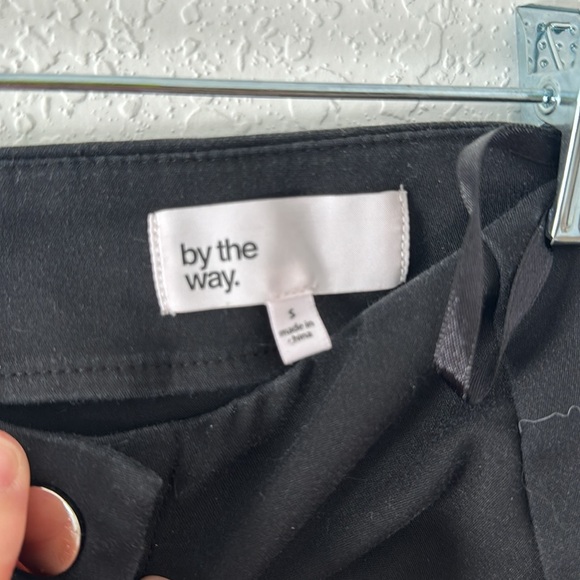 by the
way.
S
made in
china